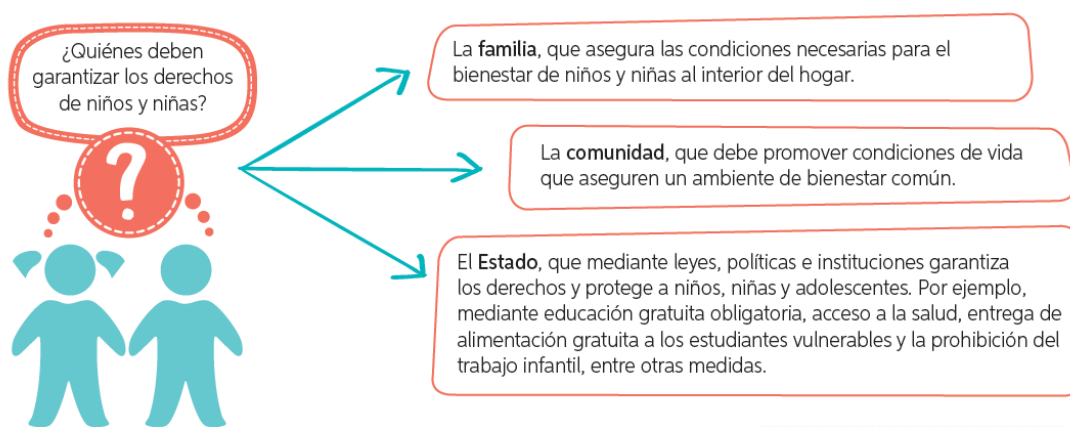 ¿Quiénes deben
garantizar los derechos
de niños y niñas?
?
La familia, que asegura las condiciones necesarias para el
bienestar de niños y niñas al interior del hogar.
La comunidad, que debe promover condiciones de vida
que aseguren un ambiente de bienestar común.
El Estado, que mediante leyes, políticas e instituciones garantiza
los derechos y protege a niños, niñas y adolescentes. Por ejemplo,
mediante educación gratuita obligatoria, acceso a la salud, entrega de
alimentación gratuita a los estudiantes vulnerables y la prohibición del
trabajo infantil, entre otras medidas.